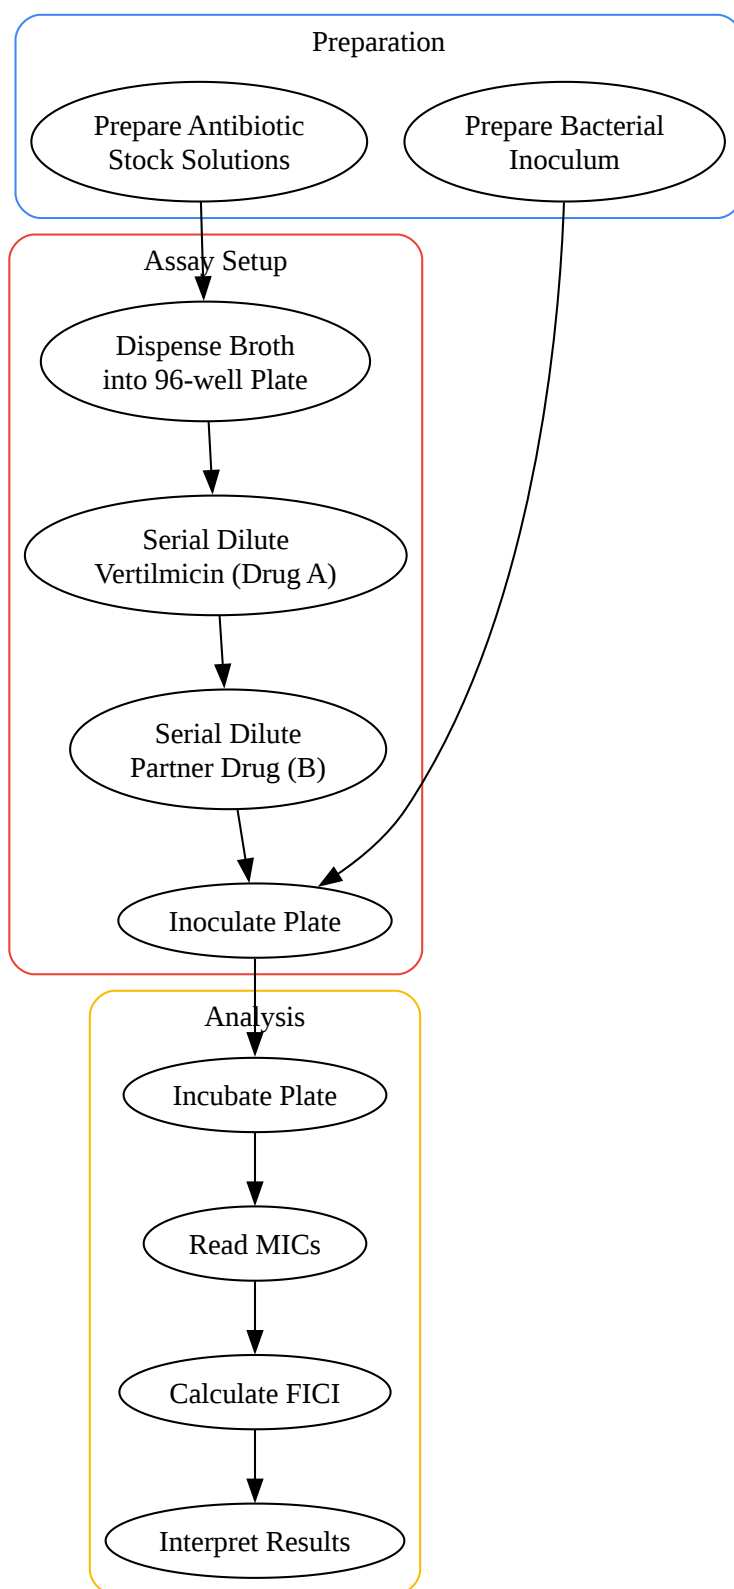 Preparation
Prepare Antibiotic
Stock Solutions
Prepare Bacterial
Inoculum
Assay Setup
Dispense Broth
into 96-well Plate
Serial Dilute
Vertilmicin (Drug A)
Serial Dilute
Partner Drug (B)
Inoculate Plate
Analysis
Incubate Plate
Read MICs
Calculate FICI
Interpret Results